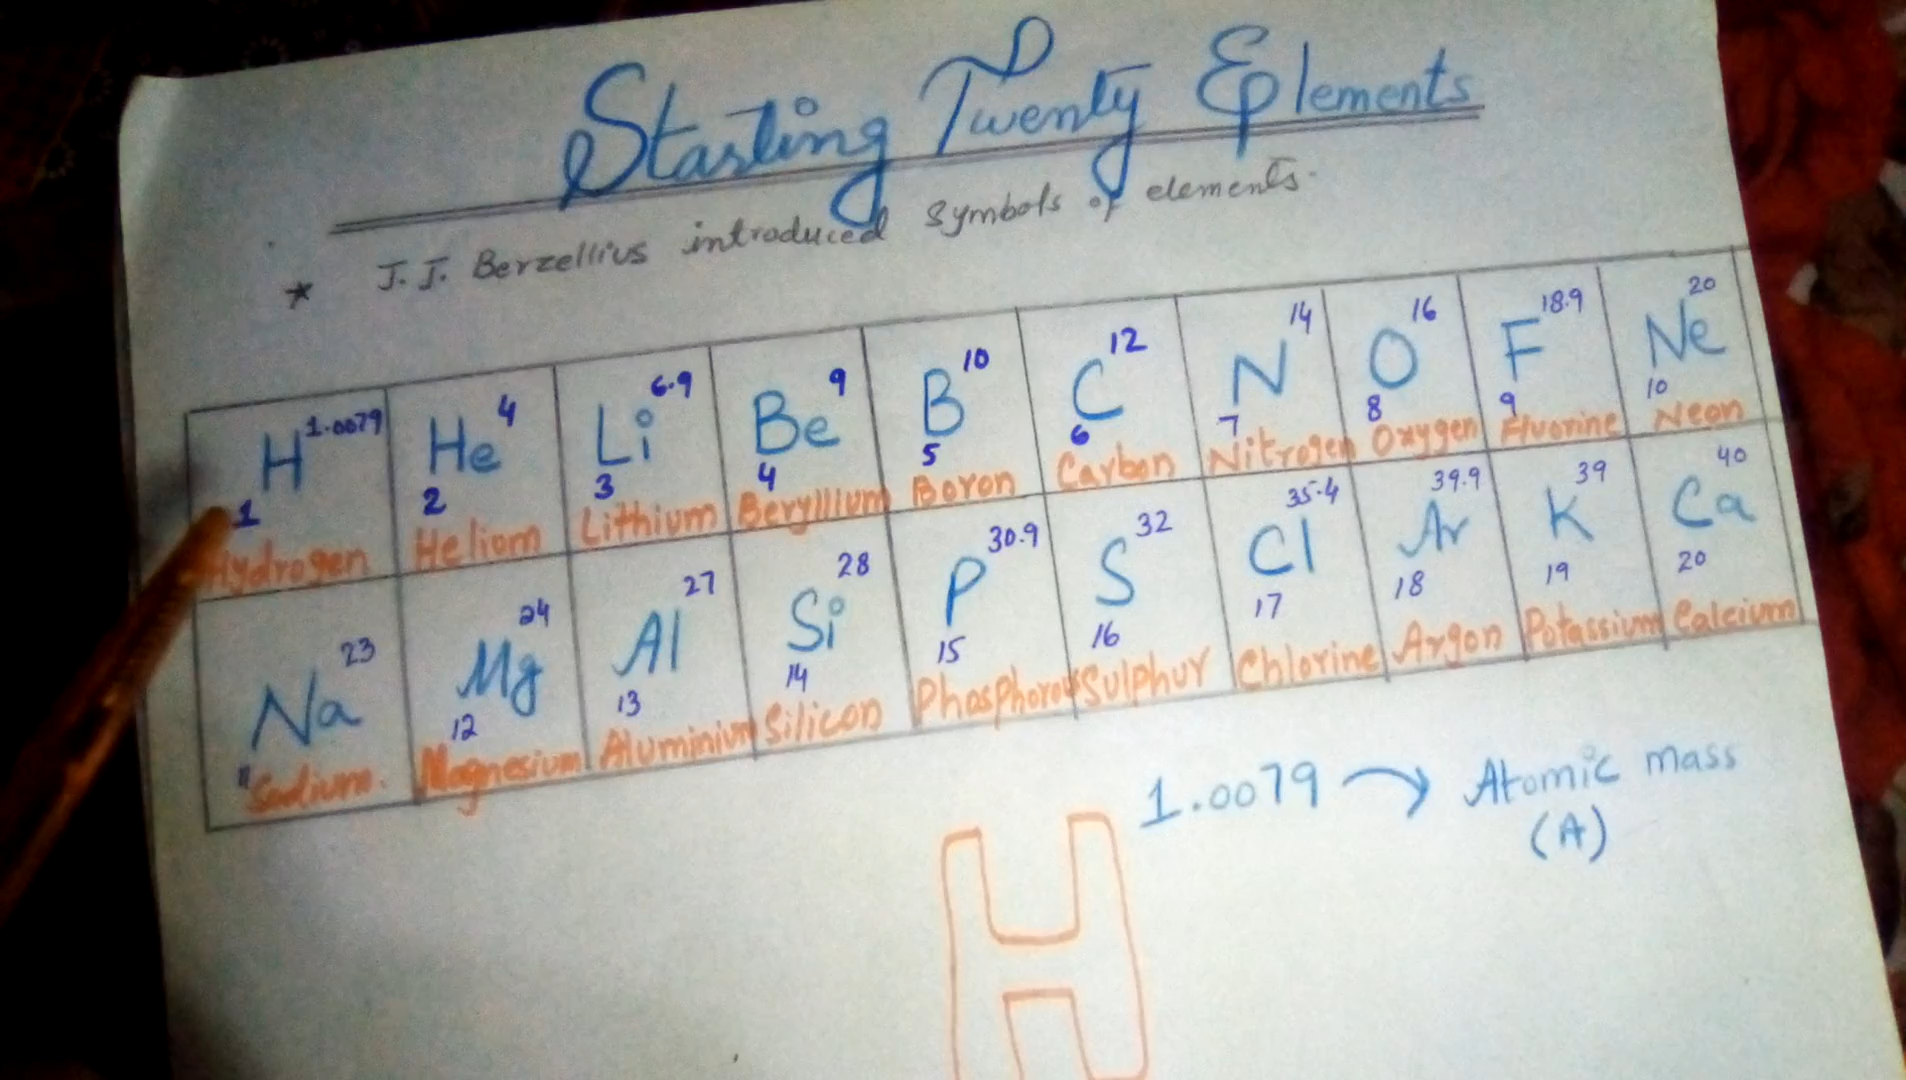 Starting Twenty Elements
* J.J. Berzellius introduced symbols of elements.
H 1.0079 1 Hydrogen
He 4 2 Heliom
Li 6.9 3 Lithium
Be 9 4 Beryllium
B 10 5 Boron
C 12 6 Carbon
N 14 7 Nitrogen
O 16 8 Oxygen
F 18.9 9 Fluorine
Ne 20 10 Neon
Na 23 11 Sodium.
Mg 24 12 Magnesium
Al 27 13 Aluminium
Si 28 14 Silicon
P 30.9 15 Phosphorous
S 32 16 Sulphur
Cl 35.4 17 Chlorine
Ar 39.9 18 Argon
K 39 19 Potassium
Ca 40 20 Calcium
H 1.0079 → Atomic mass
(A)